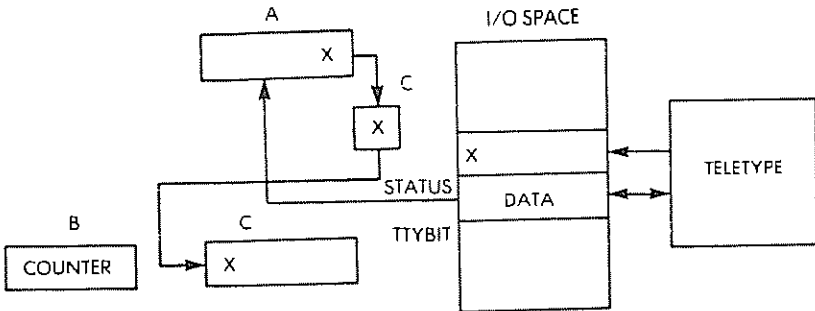 A
I/O SPACE
X
C
X
X
TELETYPE
STATUS
DATA
B
C
TTYBIT
COUNTER
X